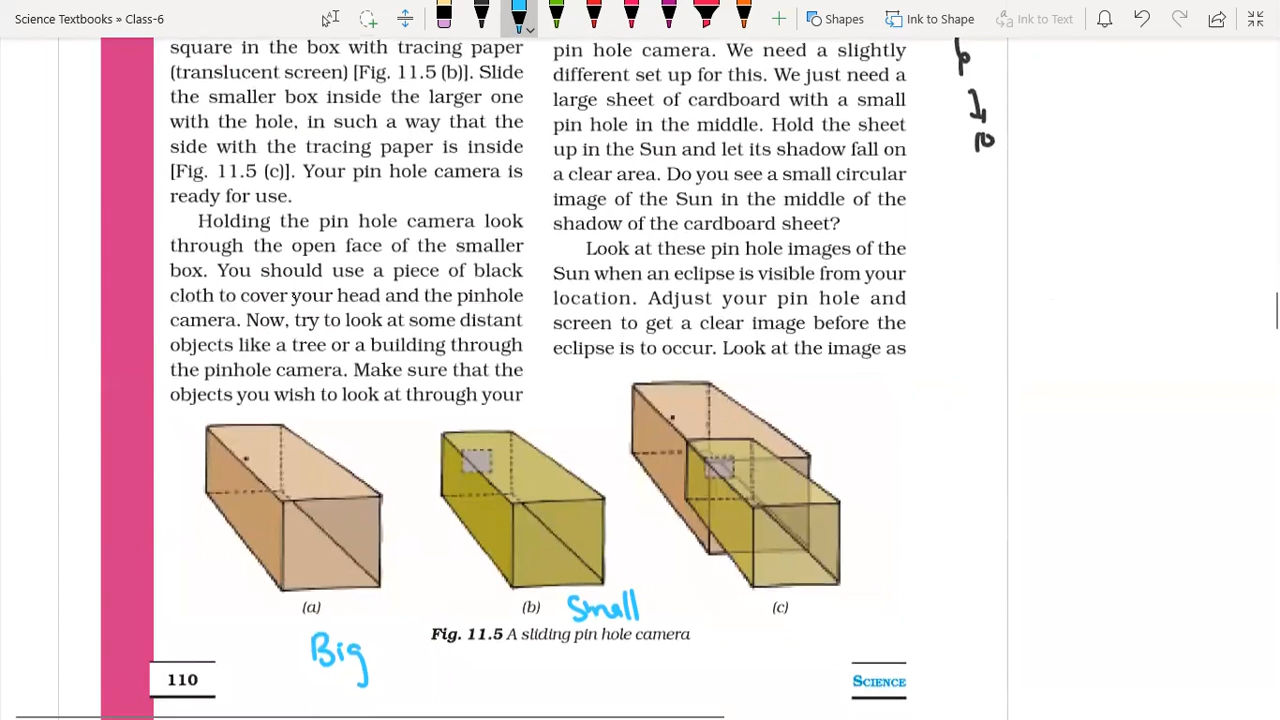 Science Textbooks » Class-6
Shapes
Ink to Shape
Ink to Text
square in the box with tracing paper
(translucent screen) [Fig. 11.5 (b)]. Slide
the smaller box inside the larger one
with the hole, in such a way that the
side with the tracing paper is inside
[Fig. 11.5 (c)]. Your pin hole camera is
ready for use.
Holding the pin hole camera look
through the open face of the smaller
box. You should use a piece of black
cloth to cover your head and the pinhole
camera. Now, try to look at some distant
objects like a tree or a building through
the pinhole camera. Make sure that the
objects you wish to look at through your
pin hole camera. We need a slightly
different set up for this. We just need a
large sheet of cardboard with a small
pin hole in the middle. Hold the sheet
up in the Sun and let its shadow fall on
a clear area. Do you see a small circular
image of the Sun in the middle of the
shadow of the cardboard sheet?
Look at these pin hole images of the
Sun when an eclipse is visible from your
location. Adjust your pin hole and
screen to get a clear image before the
eclipse is to occur. Look at the image as
(a)
(b)
Small
(c)
Big
Fig. 11.5 A sliding pin hole camera
110
SCIENCE